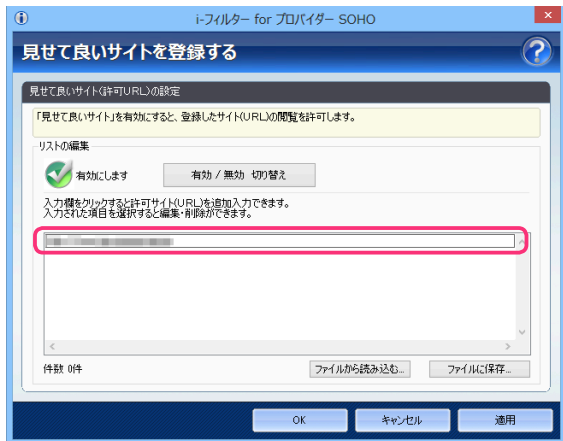 i-フィルター for プロバイダー SOHO
見せて良いサイトを登録する
見せて良いサイト(許可URL)の設定
「見せて良いサイト」を有効にすると、登録したサイト(URL)の閲覧を許可します。
リストの編集
有効にします
有効 / 無効 切り替え
入力欄をクリックすると許可サイト(URL)を追加入力できます。
入力された項目を選択すると編集・削除ができます。
件数 0件
ファイルから読み込む...
ファイルに保存...
OK
キャンセル
適用